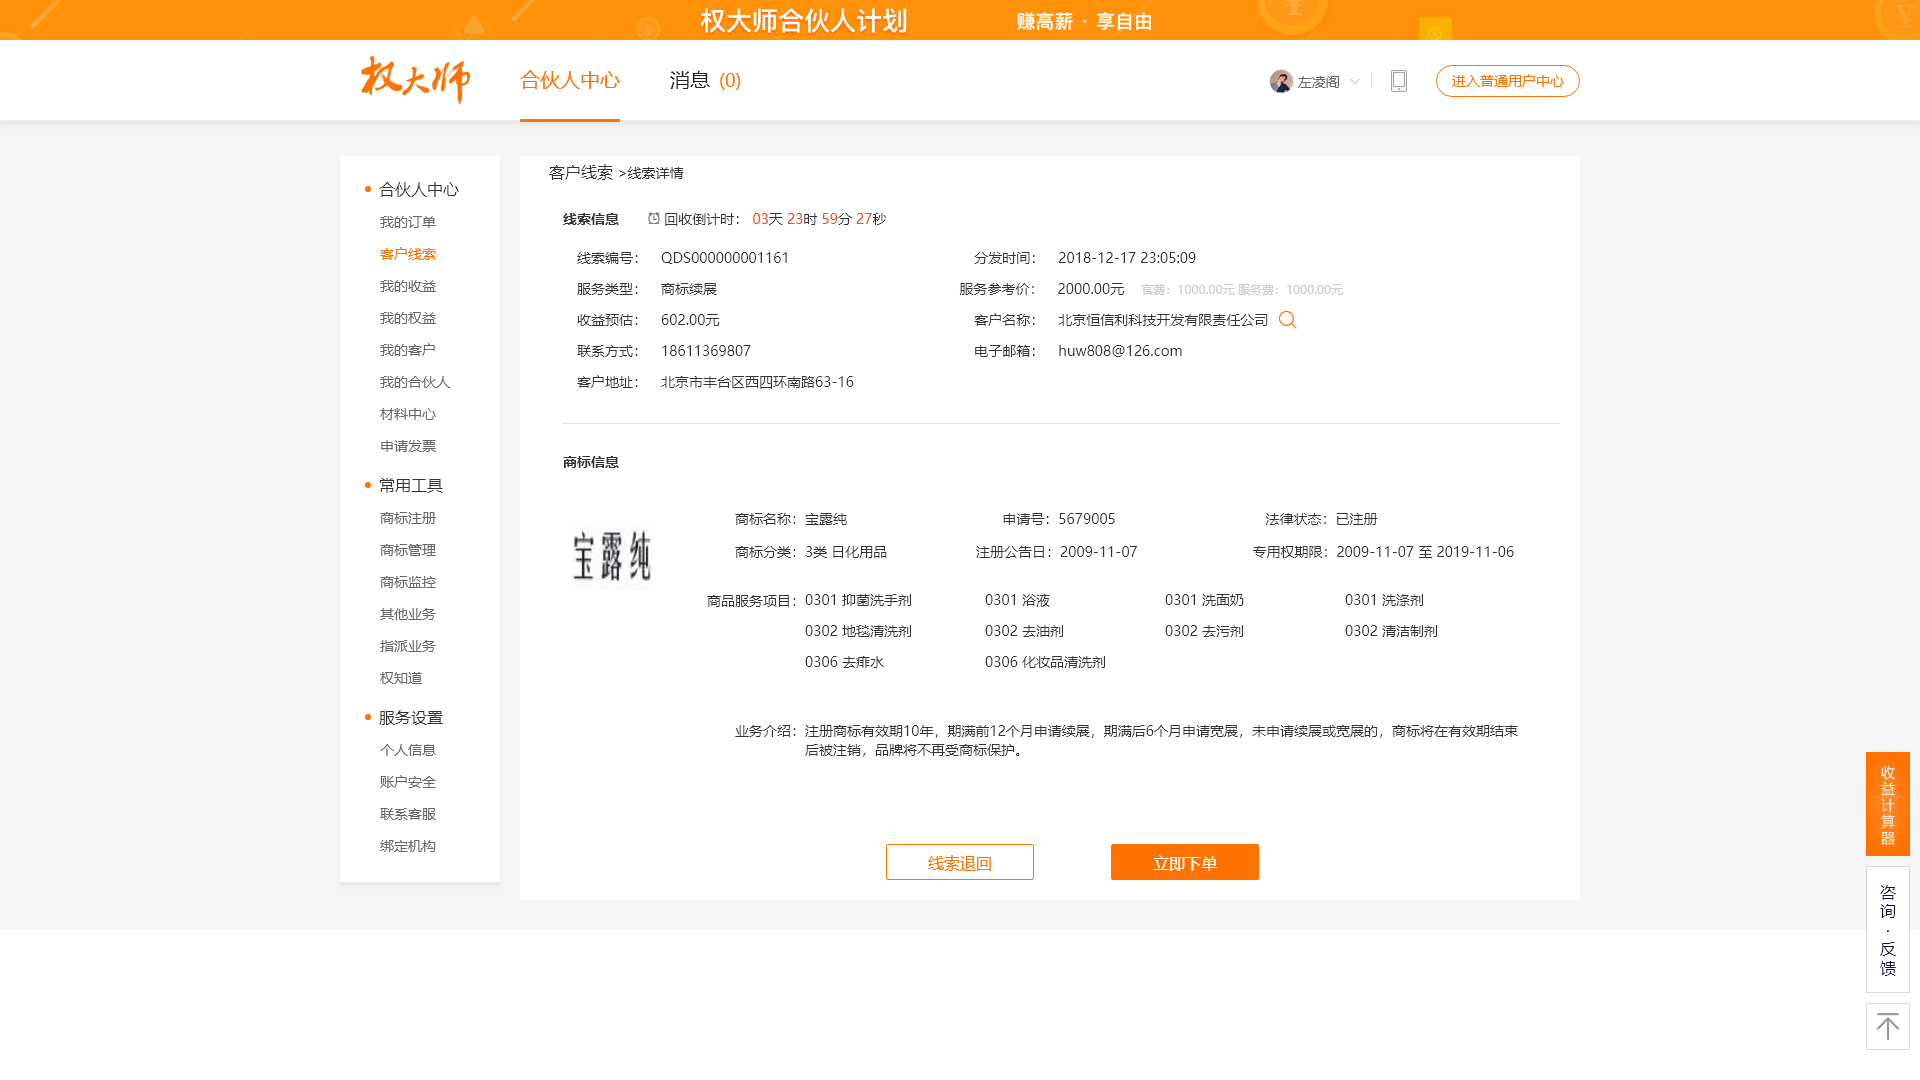 权大师合伙人计划 赚高薪 · 享自由
权大师 合伙人中心 消息 (0) 左凌阁 进入普通用户中心
合伙人中心
我的订单
客户线索
我的收益
我的权益
我的客户
我的合伙人
材料中心
申请发票
常用工具
商标注册
商标管理
商标监控
其他业务
指派业务
权知道
服务设置
个人信息
账户安全
联系客服
绑定机构
客户线索 >线索详情
线索信息 回收倒计时： 03天 23时 59分 27秒
线索编号： QDS000000001161 分发时间： 2018-12-17 23:05:09
服务类型： 商标续展 服务参考价： 2000.00元 官费：1000.00元 服务费：1000.00元
收益预估： 602.00元 客户名称： 北京恒信利科技开发有限责任公司
联系方式： 18611369807 电子邮箱： huw808@126.com
客户地址： 北京市丰台区西四环南路63-16
商标信息
宝露纯
商标名称：宝露纯 申请号：5679005 法律状态：已注册
商标分类：3类 日化用品 注册公告日：2009-11-07 专用权期限：2009-11-07 至 2019-11-06
商品服务项目：0301 抑菌洗手剂 0301 浴液 0301 洗面奶 0301 洗涤剂
0302 地毯清洗剂 0302 去油剂 0302 去污剂 0302 清洁制剂
0306 去痱水 0306 化妆品清洗剂
业务介绍：注册商标有效期10年，期满前12个月申请续展，期满后6个月申请宽展，未申请续展或宽展的，商标将在有效期结束
后被注销，品牌将不再受商标保护。
线索退回 立即下单
收益计算器
咨询·反馈